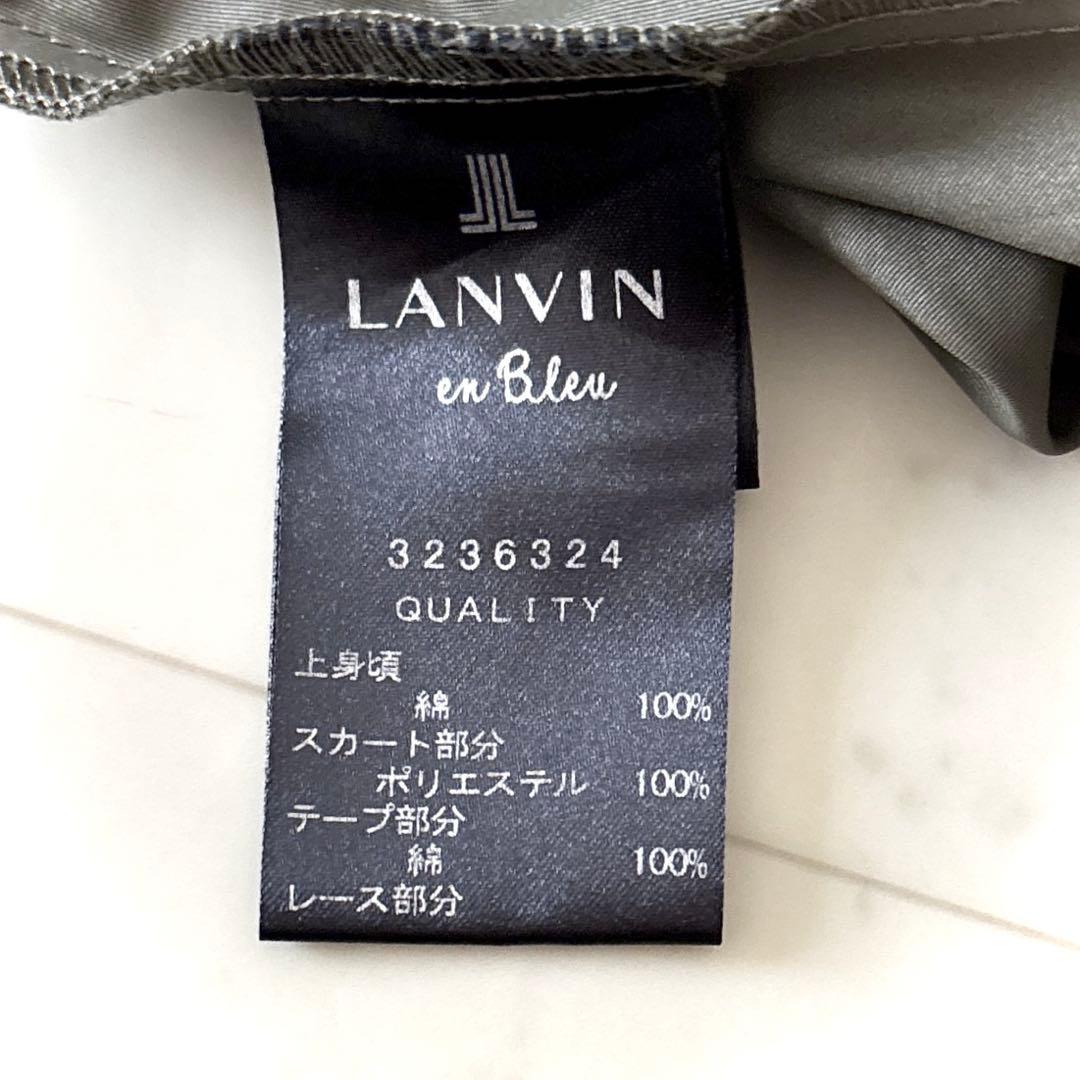 LANVIN
en Bleu
3236324
QUALITY
上身頃
綿 100%
スカート部分
ポリエステル 100%
テープ部分
綿 100%
レース部分